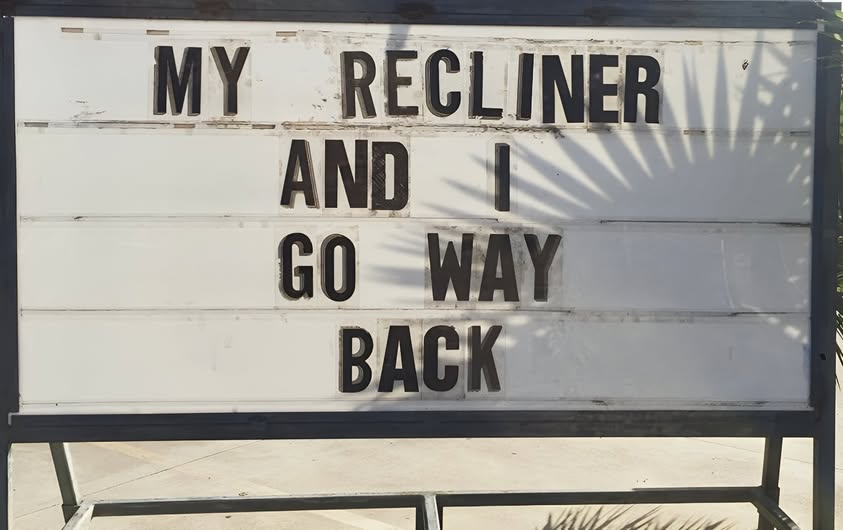 MY RECLINER
AND I
GO WAY
BACK